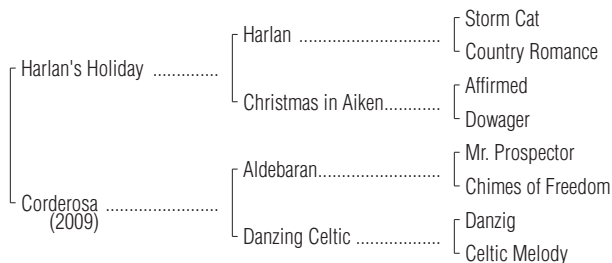 Storm Cat
Harlan ...............................
Country Romance
Harlan's Holiday .............
Affirmed
Christmas in Aiken............
Dowager
Mr. Prospector
Aldebaran...........................
Chimes of Freedom
Corderosa ......................
(2009)
Danzig
Danzing Celtic ..................
Celtic Melody